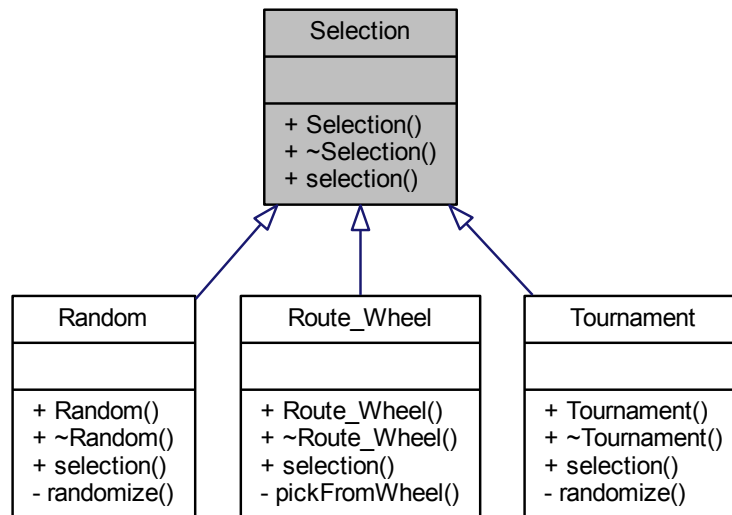 Selection
+ Selection()
+ ~Selection()
+ selection()
Random
+ Random()
+ ~Random()
+ selection()
- randomize()
Route_Wheel
+ Route_Wheel()
+ ~Route_Wheel()
+ selection()
- pickFromWheel()
Tournament
+ Tournament()
+ ~Tournament()
+ selection()
- randomize()